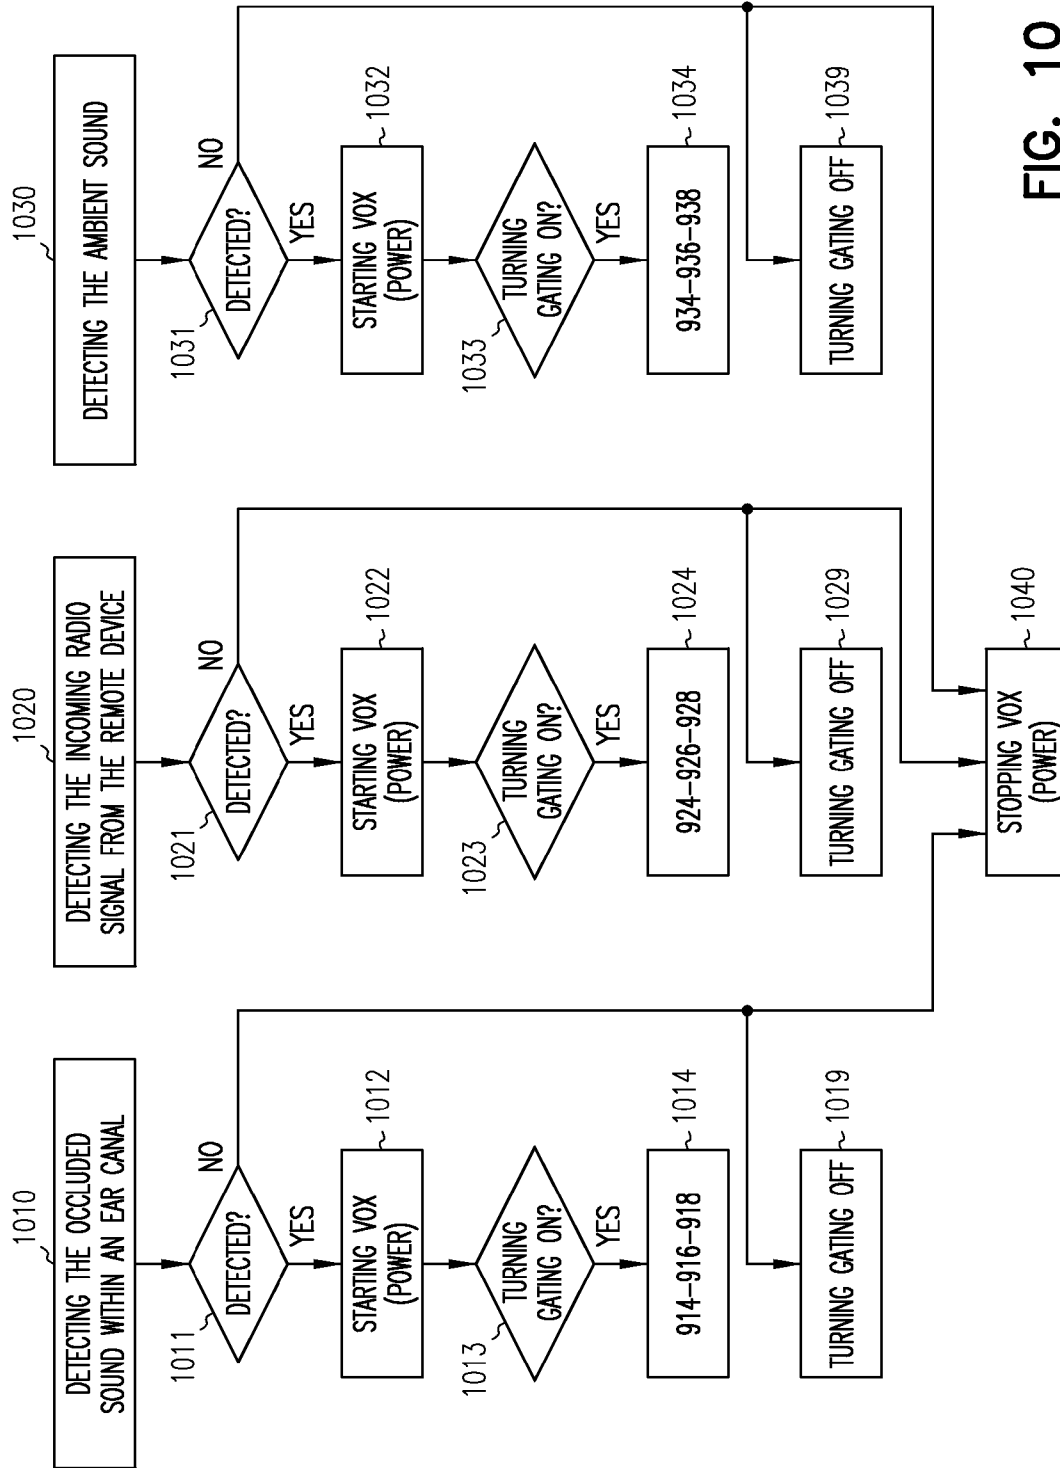 1010
DETECTING THE OCCLUDED
SOUND WITHIN AN EAR CANAL
1011
DETECTED?
NO
YES
1012
STARTING VOX
(POWER)
1013
TURNING
GATING ON?
YES
1014
914-916-918
1019
TURNING GATING OFF
1020
DETECTING THE INCOMING RADIO
SIGNAL FROM THE REMOTE DEVICE
1021
DETECTED?
NO
YES
1022
STARTING VOX
(POWER)
1023
TURNING
GATING ON?
YES
1024
924-926-928
1029
TURNING GATING OFF
1030
DETECTING THE AMBIENT SOUND
1031
DETECTED?
NO
YES
1032
STARTING VOX
(POWER)
1033
TURNING
GATING ON?
YES
1034
934-936-938
1039
TURNING GATING OFF
1040
STOPPING VOX
(POWER)
FIG. 10